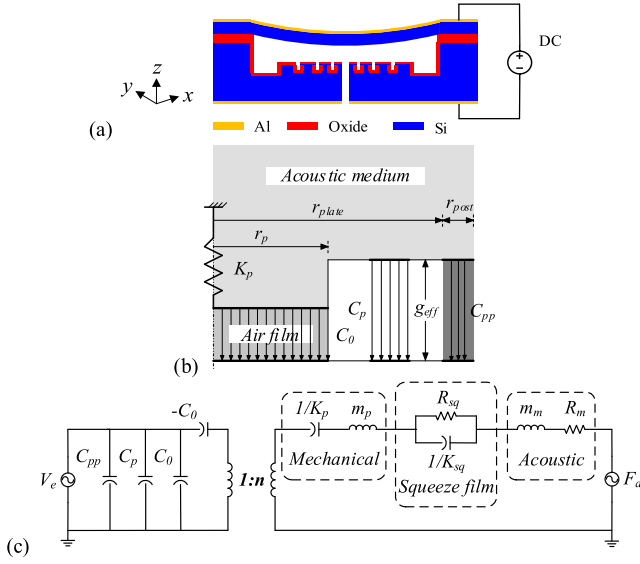 z
y
x
DC
(a)
Al Oxide Si
Acoustic medium
r_plate
r_post
r_p
K_p
C_p
g_eff
C_pp
Air film
C_0
(b)
-C_0
1/K_p
m_p
R_sq
m_m
R_m
C_pp
C_p
C_0
V_e
1:n
Mechanical
1/K_sq
Squeeze film
Acoustic
(c)